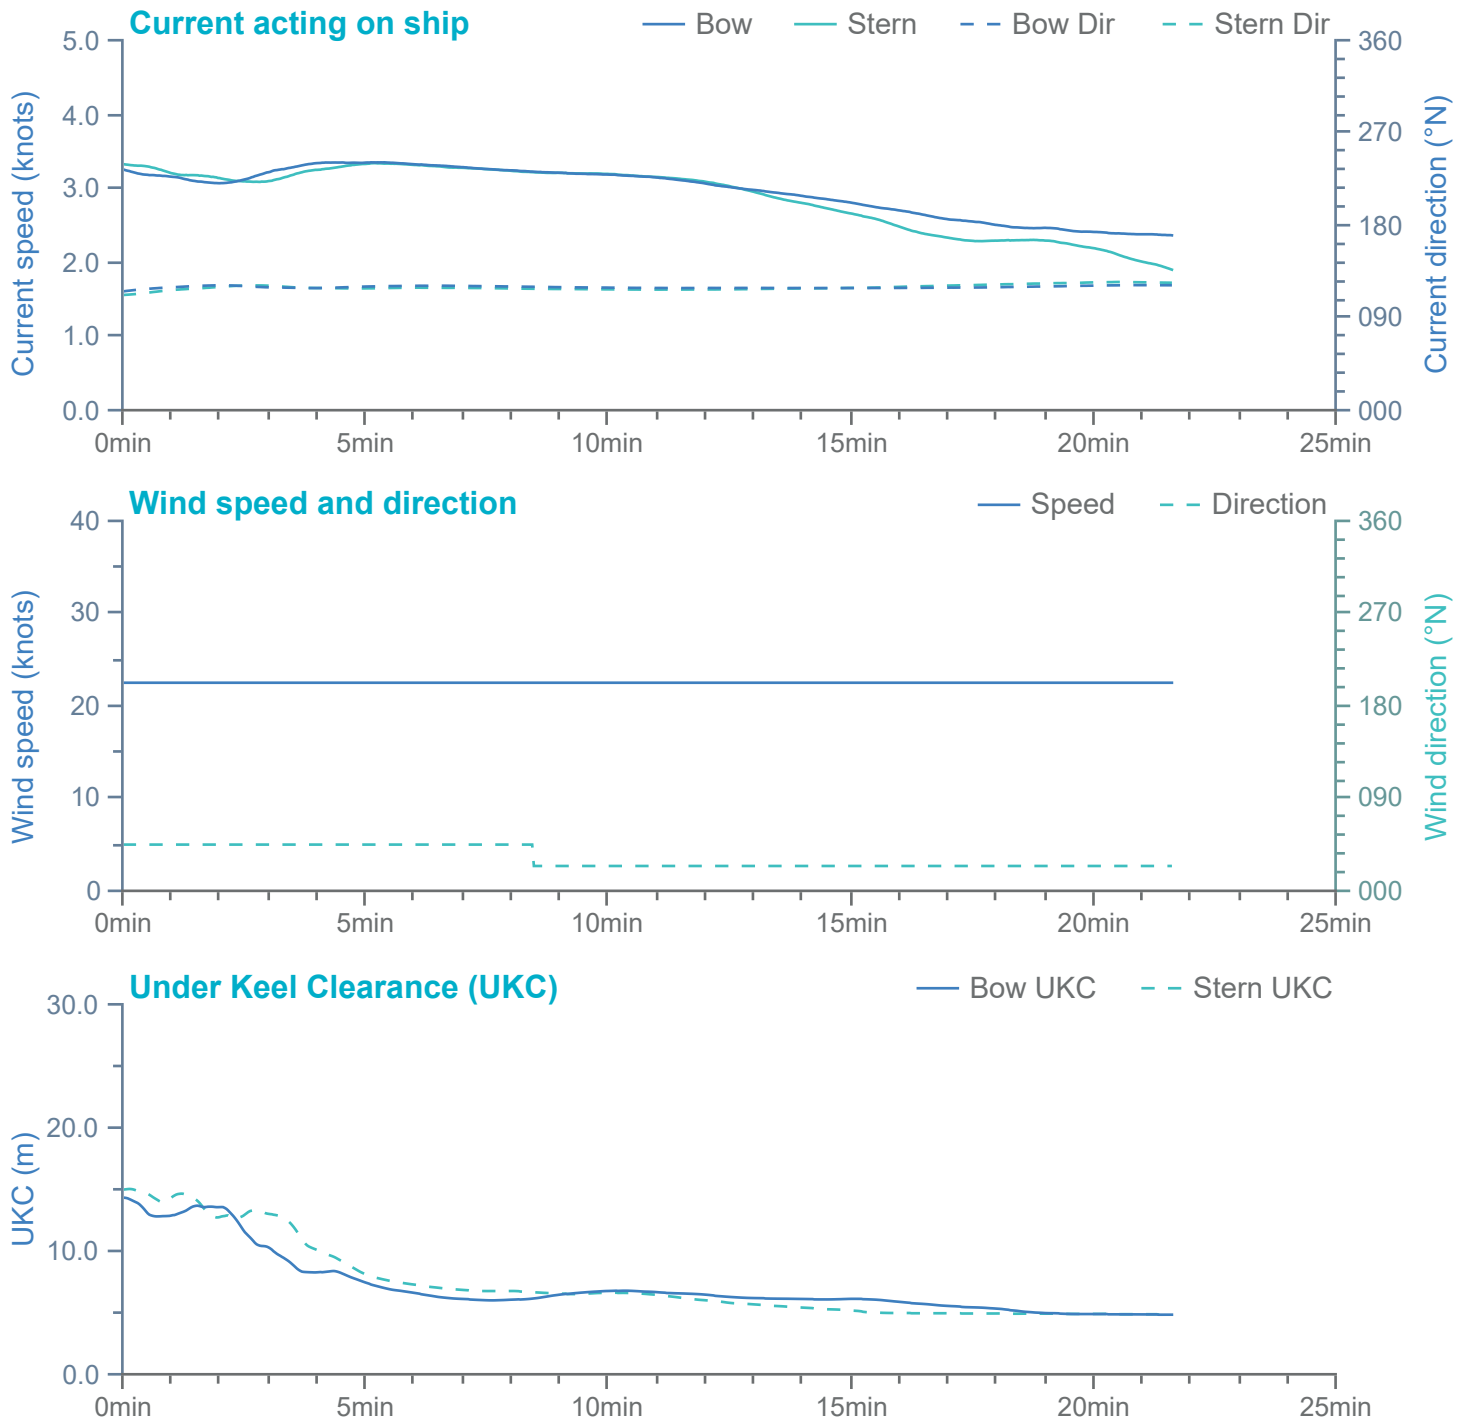 Current acting on ship
Bow Stern Bow Dir Stern Dir
Current speed (knots)
5.0
4.0
3.0
2.0
1.0
0.0
360
270
180
090
000
Current direction (°N)
0min 5min 10min 15min 20min 25min
Wind speed and direction
Speed Direction
Wind speed (knots)
40
30
20
10
0
360
270
180
090
000
Wind direction (°N)
0min 5min 10min 15min 20min 25min
Under Keel Clearance (UKC)
Bow UKC Stern UKC
UKC (m)
30.0
20.0
10.0
0.0
0min 5min 10min 15min 20min 25min